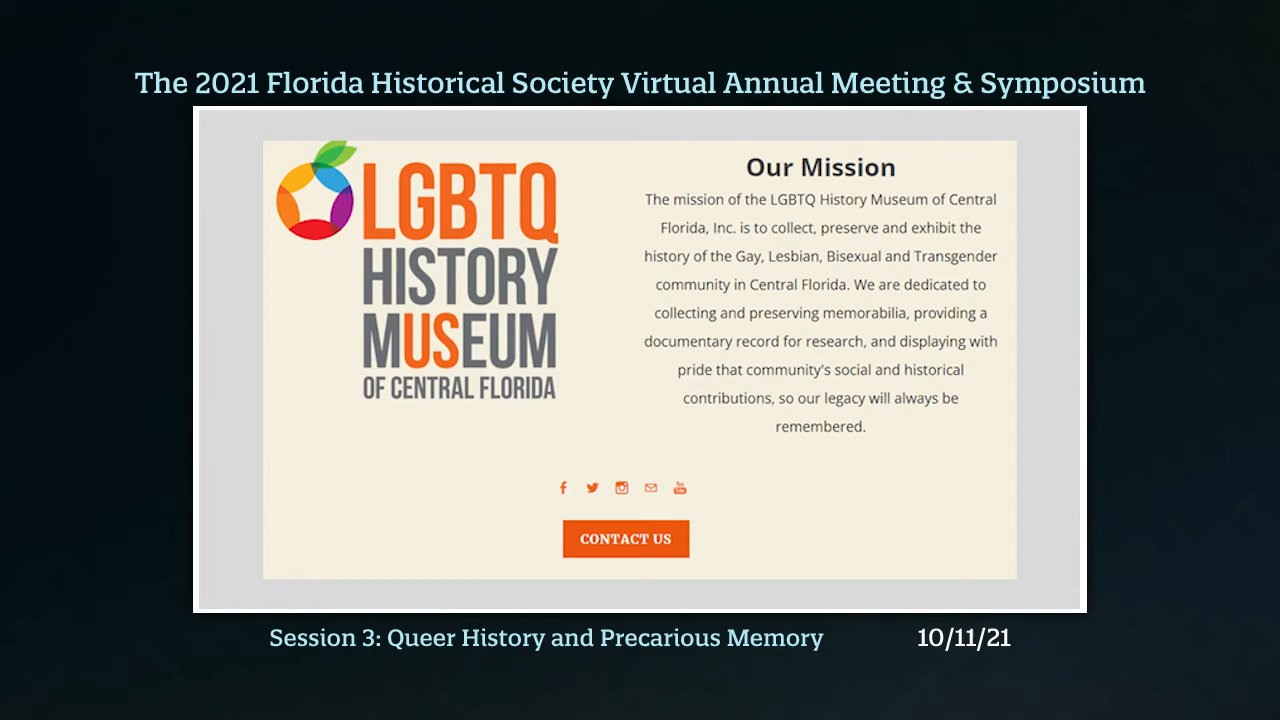 The 2021 Florida Historical Society Virtual Annual Meeting & Symposium
LGBTQ
HISTORY
MUSEUM
OF CENTRAL FLORIDA
Our Mission
The mission of the LGBTQ History Museum of Central
Florida, Inc. is to collect, preserve and exhibit the
history of the Gay, Lesbian, Bisexual and Transgender
community in Central Florida. We are dedicated to
collecting and preserving memorabilia, providing a
documentary record for research, and displaying with
pride that community's social and historical
contributions, so our legacy will always be
remembered.
You Tube
CONTACT US
Session 3: Queer History and Precarious Memory 10/11/21